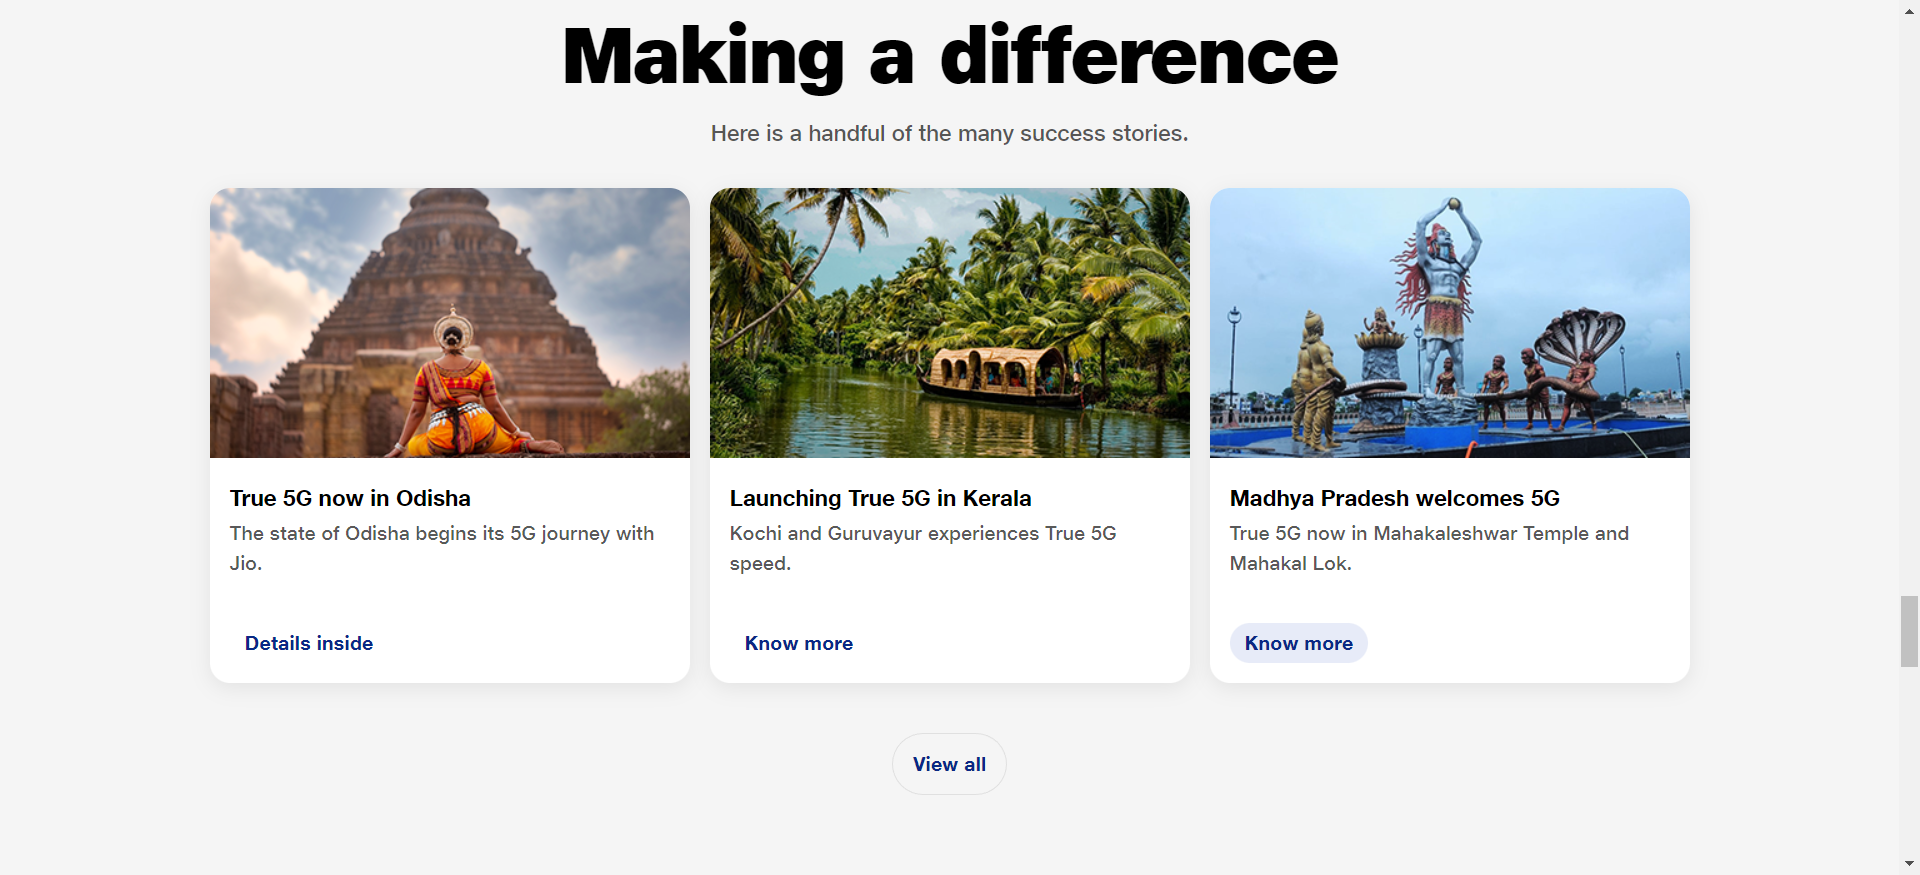 Making a difference
Here is a handful of the many success stories.
True 5G now in Odisha
The state of Odisha begins its 5G journey with
Jio.
Details inside
Launching True 5G in Kerala
Kochi and Guruvayur experiences True 5G
speed.
Know more
Madhya Pradesh welcomes 5G
True 5G now in Mahakaleshwar Temple and
Mahakal Lok.
Know more
View all